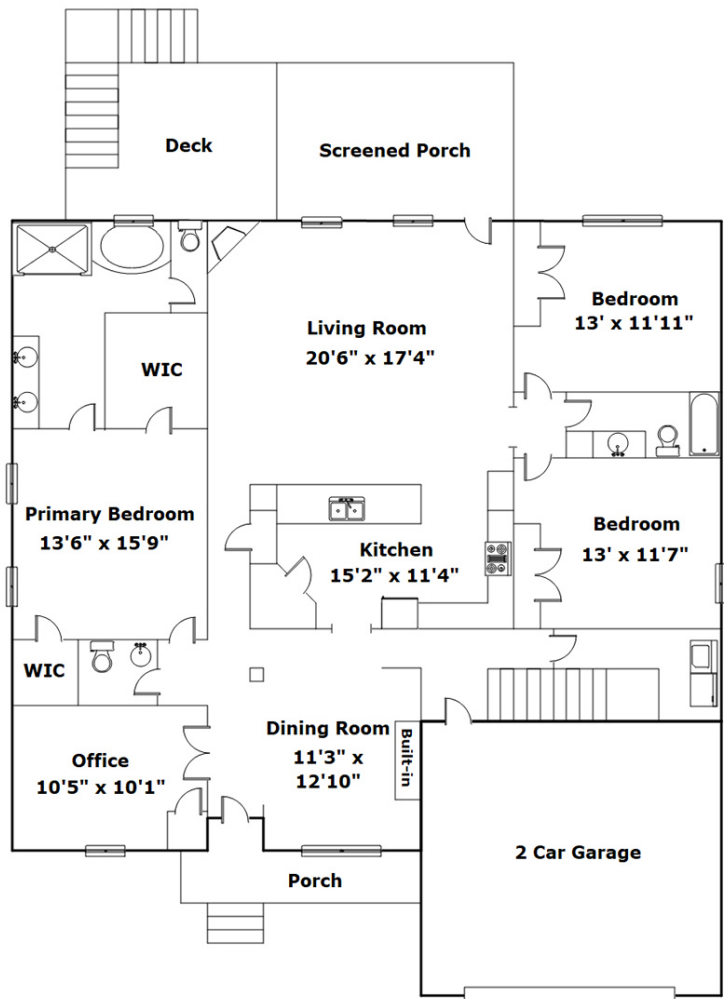 Deck
Screened Porch
Living Room
20'6" x 17'4"
Bedroom
13' x 11'11"
WIC
Primary Bedroom
13'6" x 15'9"
Kitchen
15'2" x 11'4"
Bedroom
13' x 11'7"
WIC
Office
10'5" x 10'1"
Dining Room
11'3" x
12'10"
Built-in
2 Car Garage
Porch